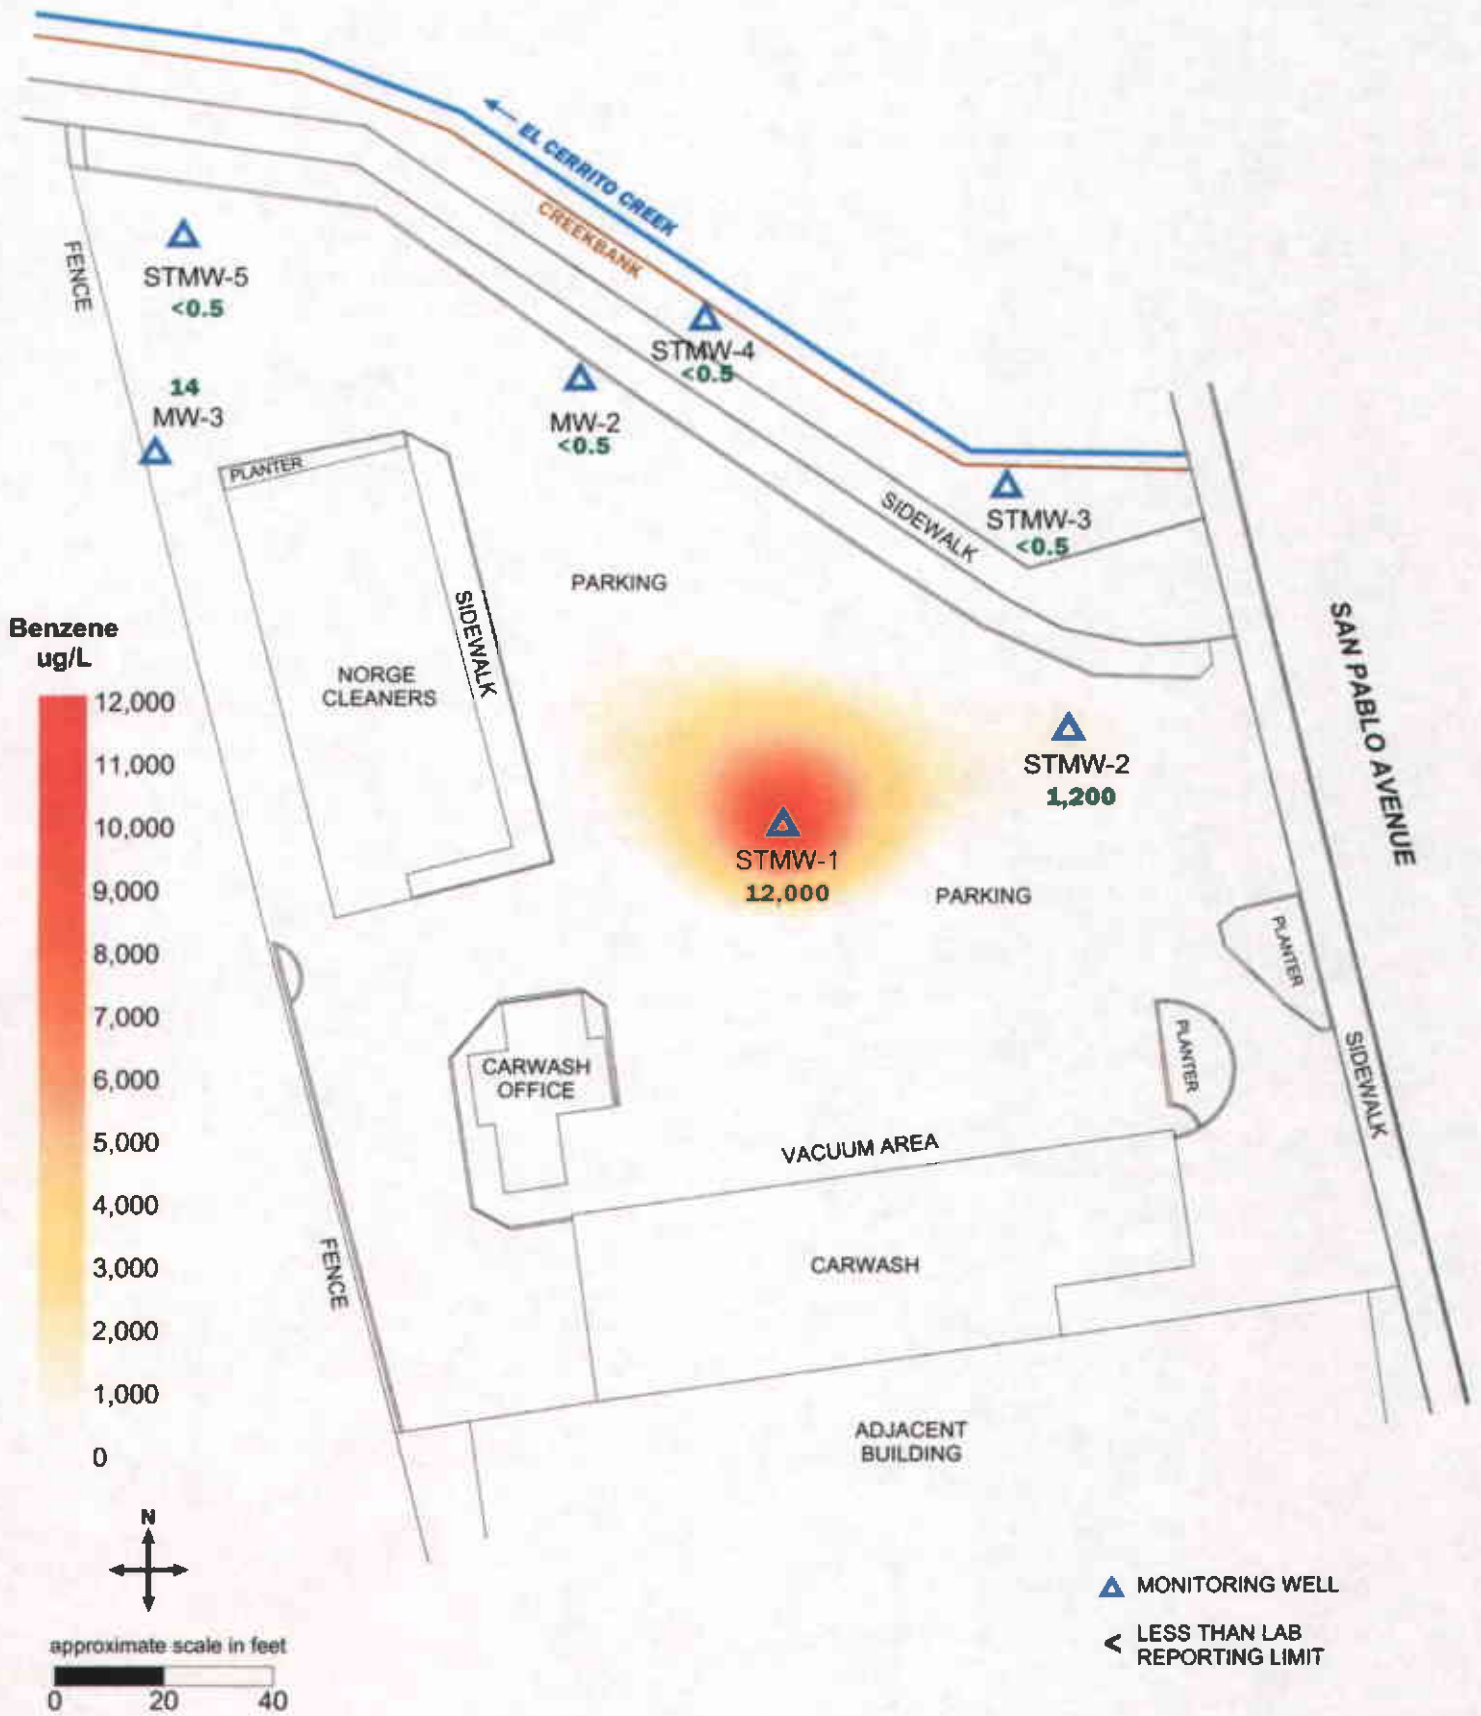 EL CERRITO CREEK
CREEKBANK
FENCE
STMW-5
<0.5
STMW-4
<0.5
14
MW-3
MW-2
<0.5
PLANTER
SIDEWALK
STMW-3
<0.5
PARKING
SIDEWALK
SAN PABLO AVENUE
Benzene
ug/L
NORGE
CLEANERS
12,000
11,000
10,000
9,000
8,000
7,000
6,000
5,000
4,000
3,000
2,000
1,000
0
STMW-2
1,200
STMW-1
12,000
PARKING
PLANTER
PLANTER
SIDEWALK
CARWASH
OFFICE
VACUUM AREA
FENCE
CARWASH
ADJACENT
BUILDING
N
MONITORING WELL
< LESS THAN LAB
REPORTING LIMIT
approximate scale in feet
0 20 40